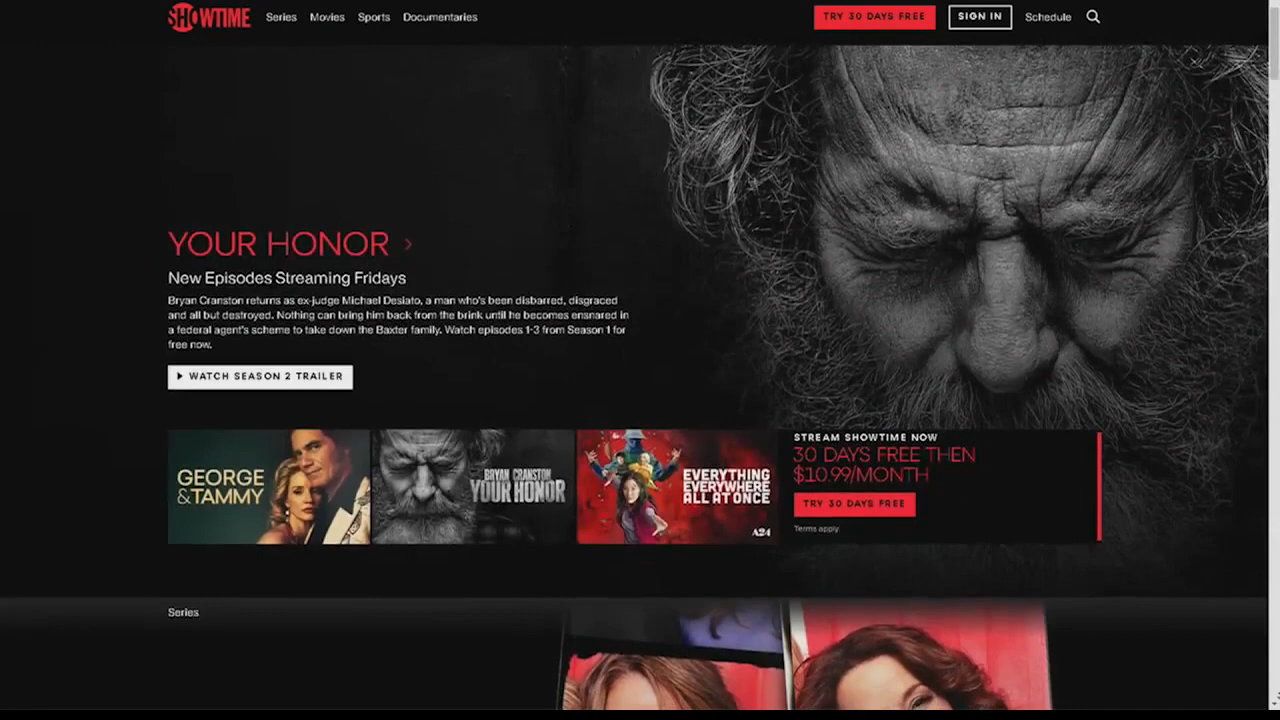 SHOWTIME Series Movies Sports Documentaries TRY 30 DAYS FREE SIGN IN Schedule
YOUR HONOR
New Episodes Streaming Fridays
Bryan Cranston returns as ex-judge Michael Desiato, a man who's been disbarred, disgraced
and all but destroyed. Nothing can bring him back from the brink until he becomes ensnared in
a federal agent's scheme to take down the Baxter family. Watch episodes 1-3 from Season 1 for
free now.
WATCH SEASON 2 TRAILER
GEORGE
& TAMMY
BRYAN CRANSTON
YOUR HONOR
EVERYTHING
EVERYWHERE
ALL AT ONCE
A24
STREAM SHOWTIME NOW
30 DAYS FREE THEN
$10.99/MONTH
TRY 30 DAYS FREE
Terms apply.
Series